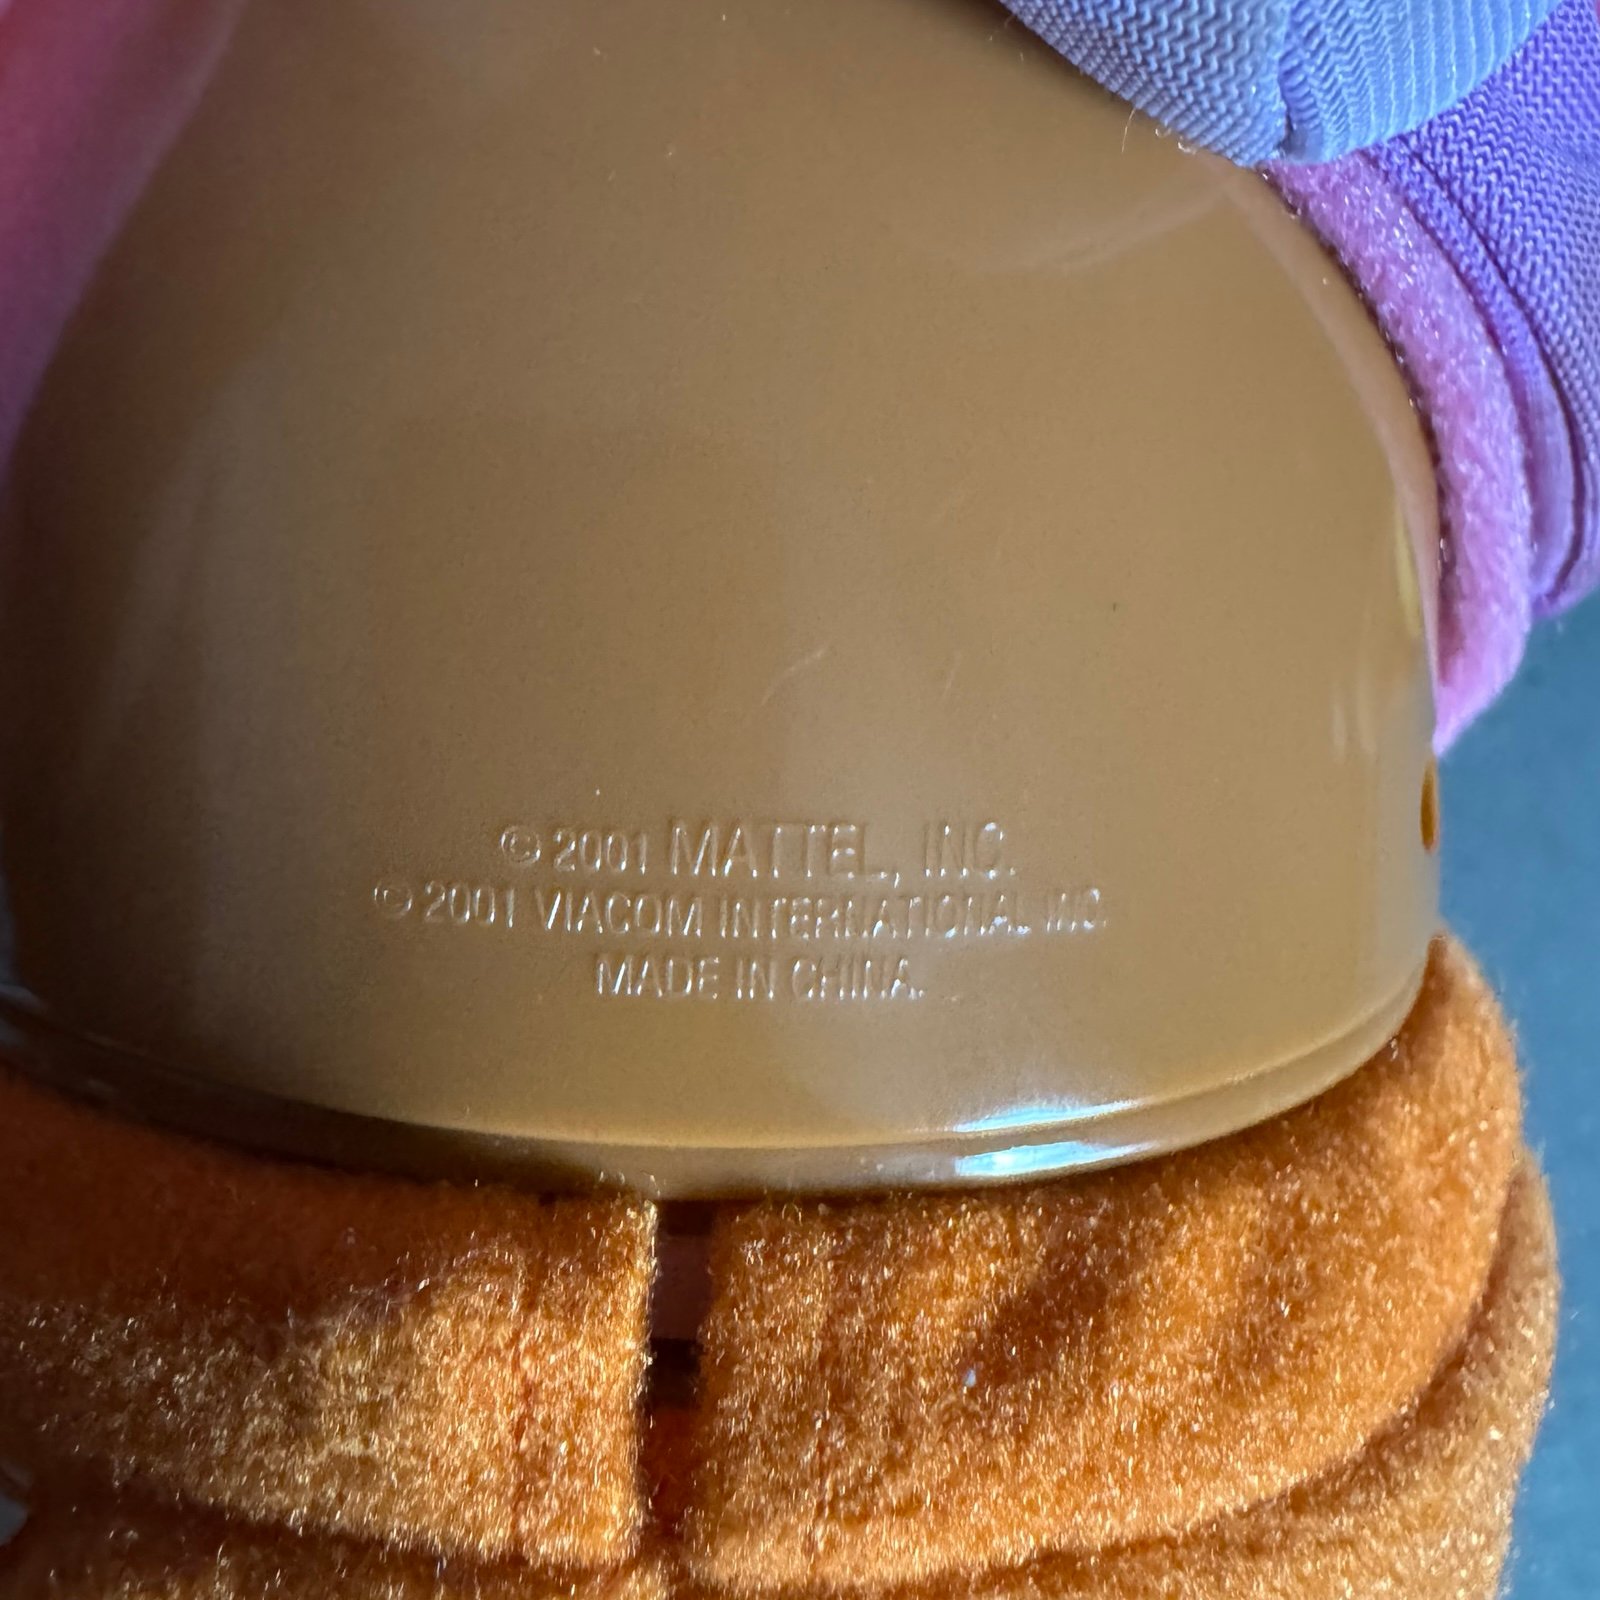 © 2001 MATTEL, INC.
© 2001 VIACOM INTERNATIONAL INC.
MADE IN CHINA.